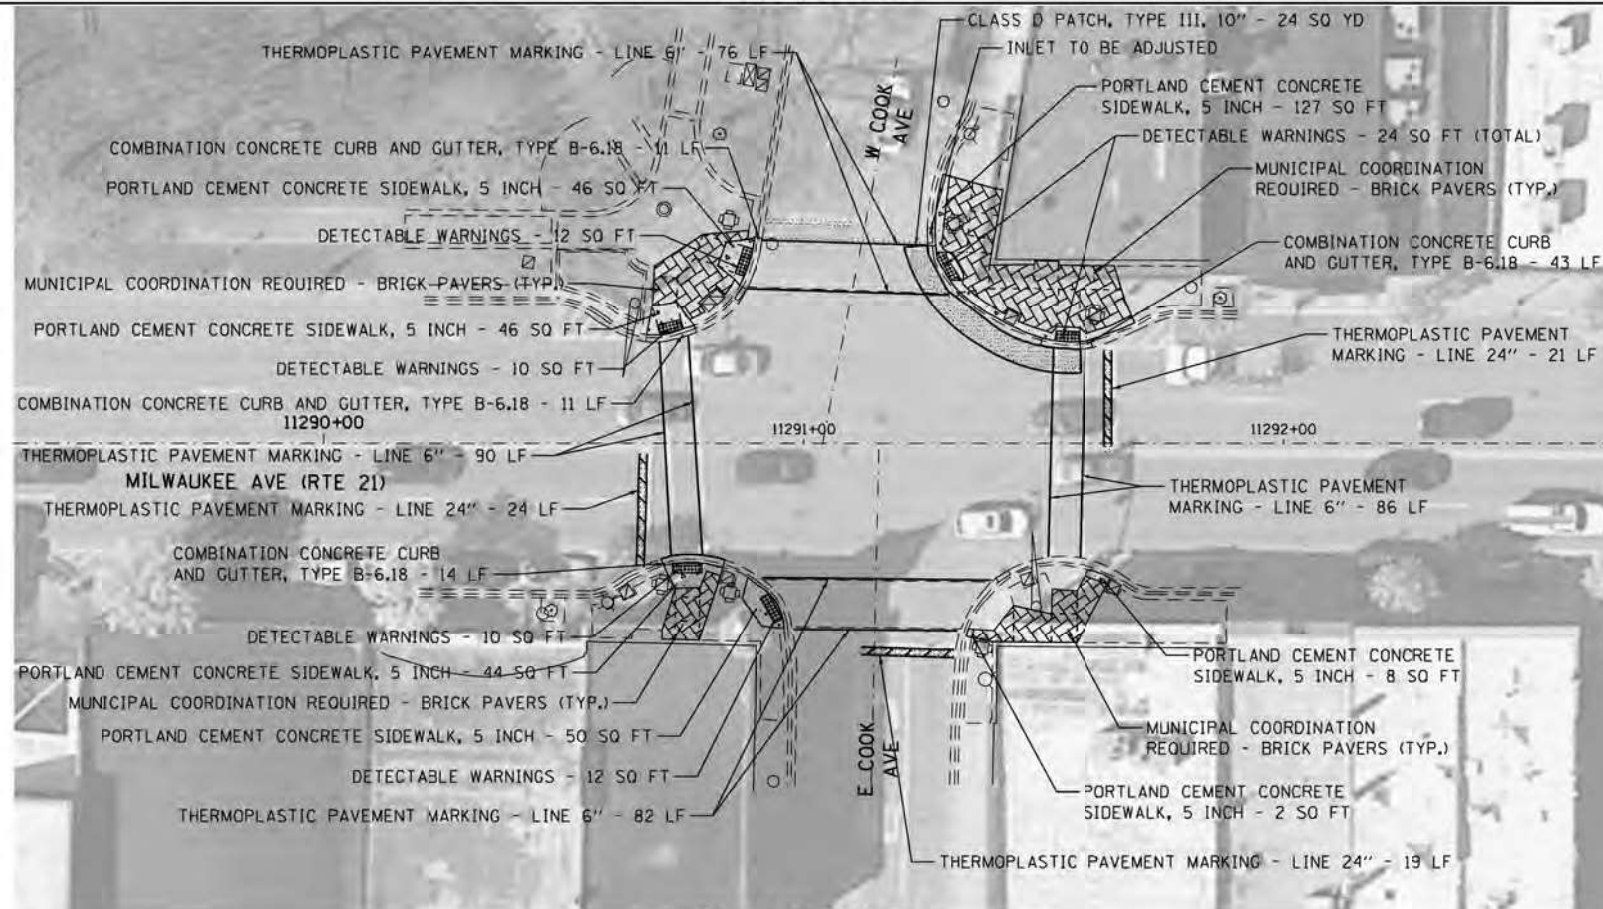 CLASS D PATCH, TYPE III, 10" - 24 SQ YD
THERMOPLASTIC PAVEMENT MARKING - LINE 6" - 76 LF
INLET TO BE ADJUSTED
W COOK
AVE
PORTLAND CEMENT CONCRETE
SIDEWALK, 5 INCH - 127 SQ FT
DETECTABLE WARNINGS - 24 SQ FT (TOTAL)
COMBINATION CONCRETE CURB AND GUTTER, TYPE B-6.18 - 11 LF
MUNICIPAL COORDINATION
REQUIRED - BRICK PAVERS (TYP.)
PORTLAND CEMENT CONCRETE SIDEWALK, 5 INCH - 46 SQ FT
DETECTABLE WARNINGS - 12 SQ FT
COMBINATION CONCRETE CURB
AND GUTTER, TYPE B-6.18 - 43 LF
MUNICIPAL COORDINATION REQUIRED - BRICK PAVERS (TYP.)
PORTLAND CEMENT CONCRETE SIDEWALK, 5 INCH - 46 SQ FT
THERMOPLASTIC PAVEMENT
MARKING - LINE 24" - 21 LF
DETECTABLE WARNINGS - 10 SQ FT
COMBINATION CONCRETE CURB AND GUTTER, TYPE B-6.18 - 11 LF
11290+00
11291+00
11292+00
THERMOPLASTIC PAVEMENT MARKING - LINE 6" - 90 LF
MILWAUKEE AVE (RTE 21)
THERMOPLASTIC PAVEMENT MARKING - LINE 24" - 24 LF
THERMOPLASTIC PAVEMENT
MARKING - LINE 6" - 86 LF
COMBINATION CONCRETE CURB
AND GUTTER, TYPE B-6.18 - 14 LF
DETECTABLE WARNINGS - 10 SQ FT
PORTLAND CEMENT CONCRETE SIDEWALK, 5 INCH - 44 SQ FT
PORTLAND CEMENT CONCRETE
SIDEWALK, 5 INCH - 8 SQ FT
MUNICIPAL COORDINATION REQUIRED - BRICK PAVERS (TYP.)
PORTLAND CEMENT CONCRETE SIDEWALK, 5 INCH - 50 SQ FT
MUNICIPAL COORDINATION
REQUIRED - BRICK PAVERS (TYP.)
E COOK
AVE
DETECTABLE WARNINGS - 12 SQ FT
PORTLAND CEMENT CONCRETE
SIDEWALK, 5 INCH - 2 SQ FT
THERMOPLASTIC PAVEMENT MARKING - LINE 6" - 82 LF
THERMOPLASTIC PAVEMENT MARKING - LINE 24" - 19 LF